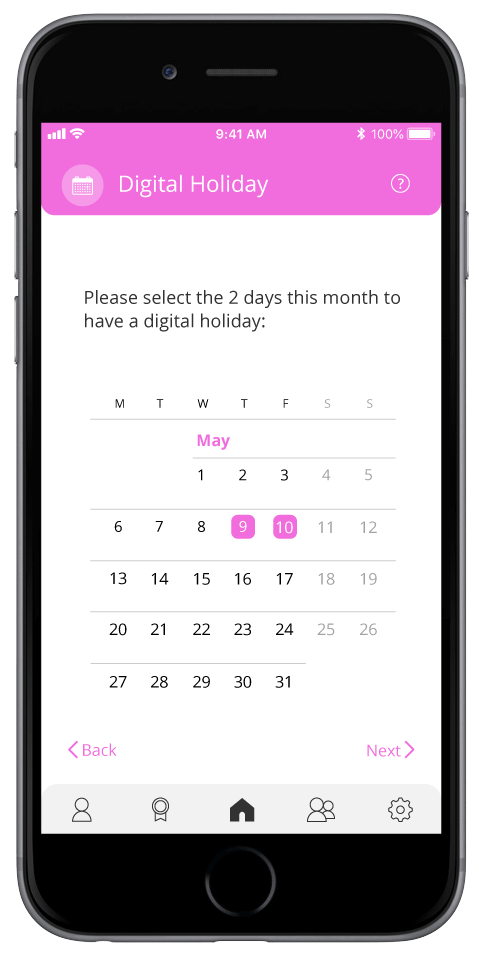 9:41 AM 100%
Digital Holiday ?
Please select the 2 days this month to
have a digital holiday:
M T W T F S S
May
1 2 3 4 5
6 7 8 9 10 11 12
13 14 15 16 17 18 19
20 21 22 23 24 25 26
27 28 29 30 31
Back Next